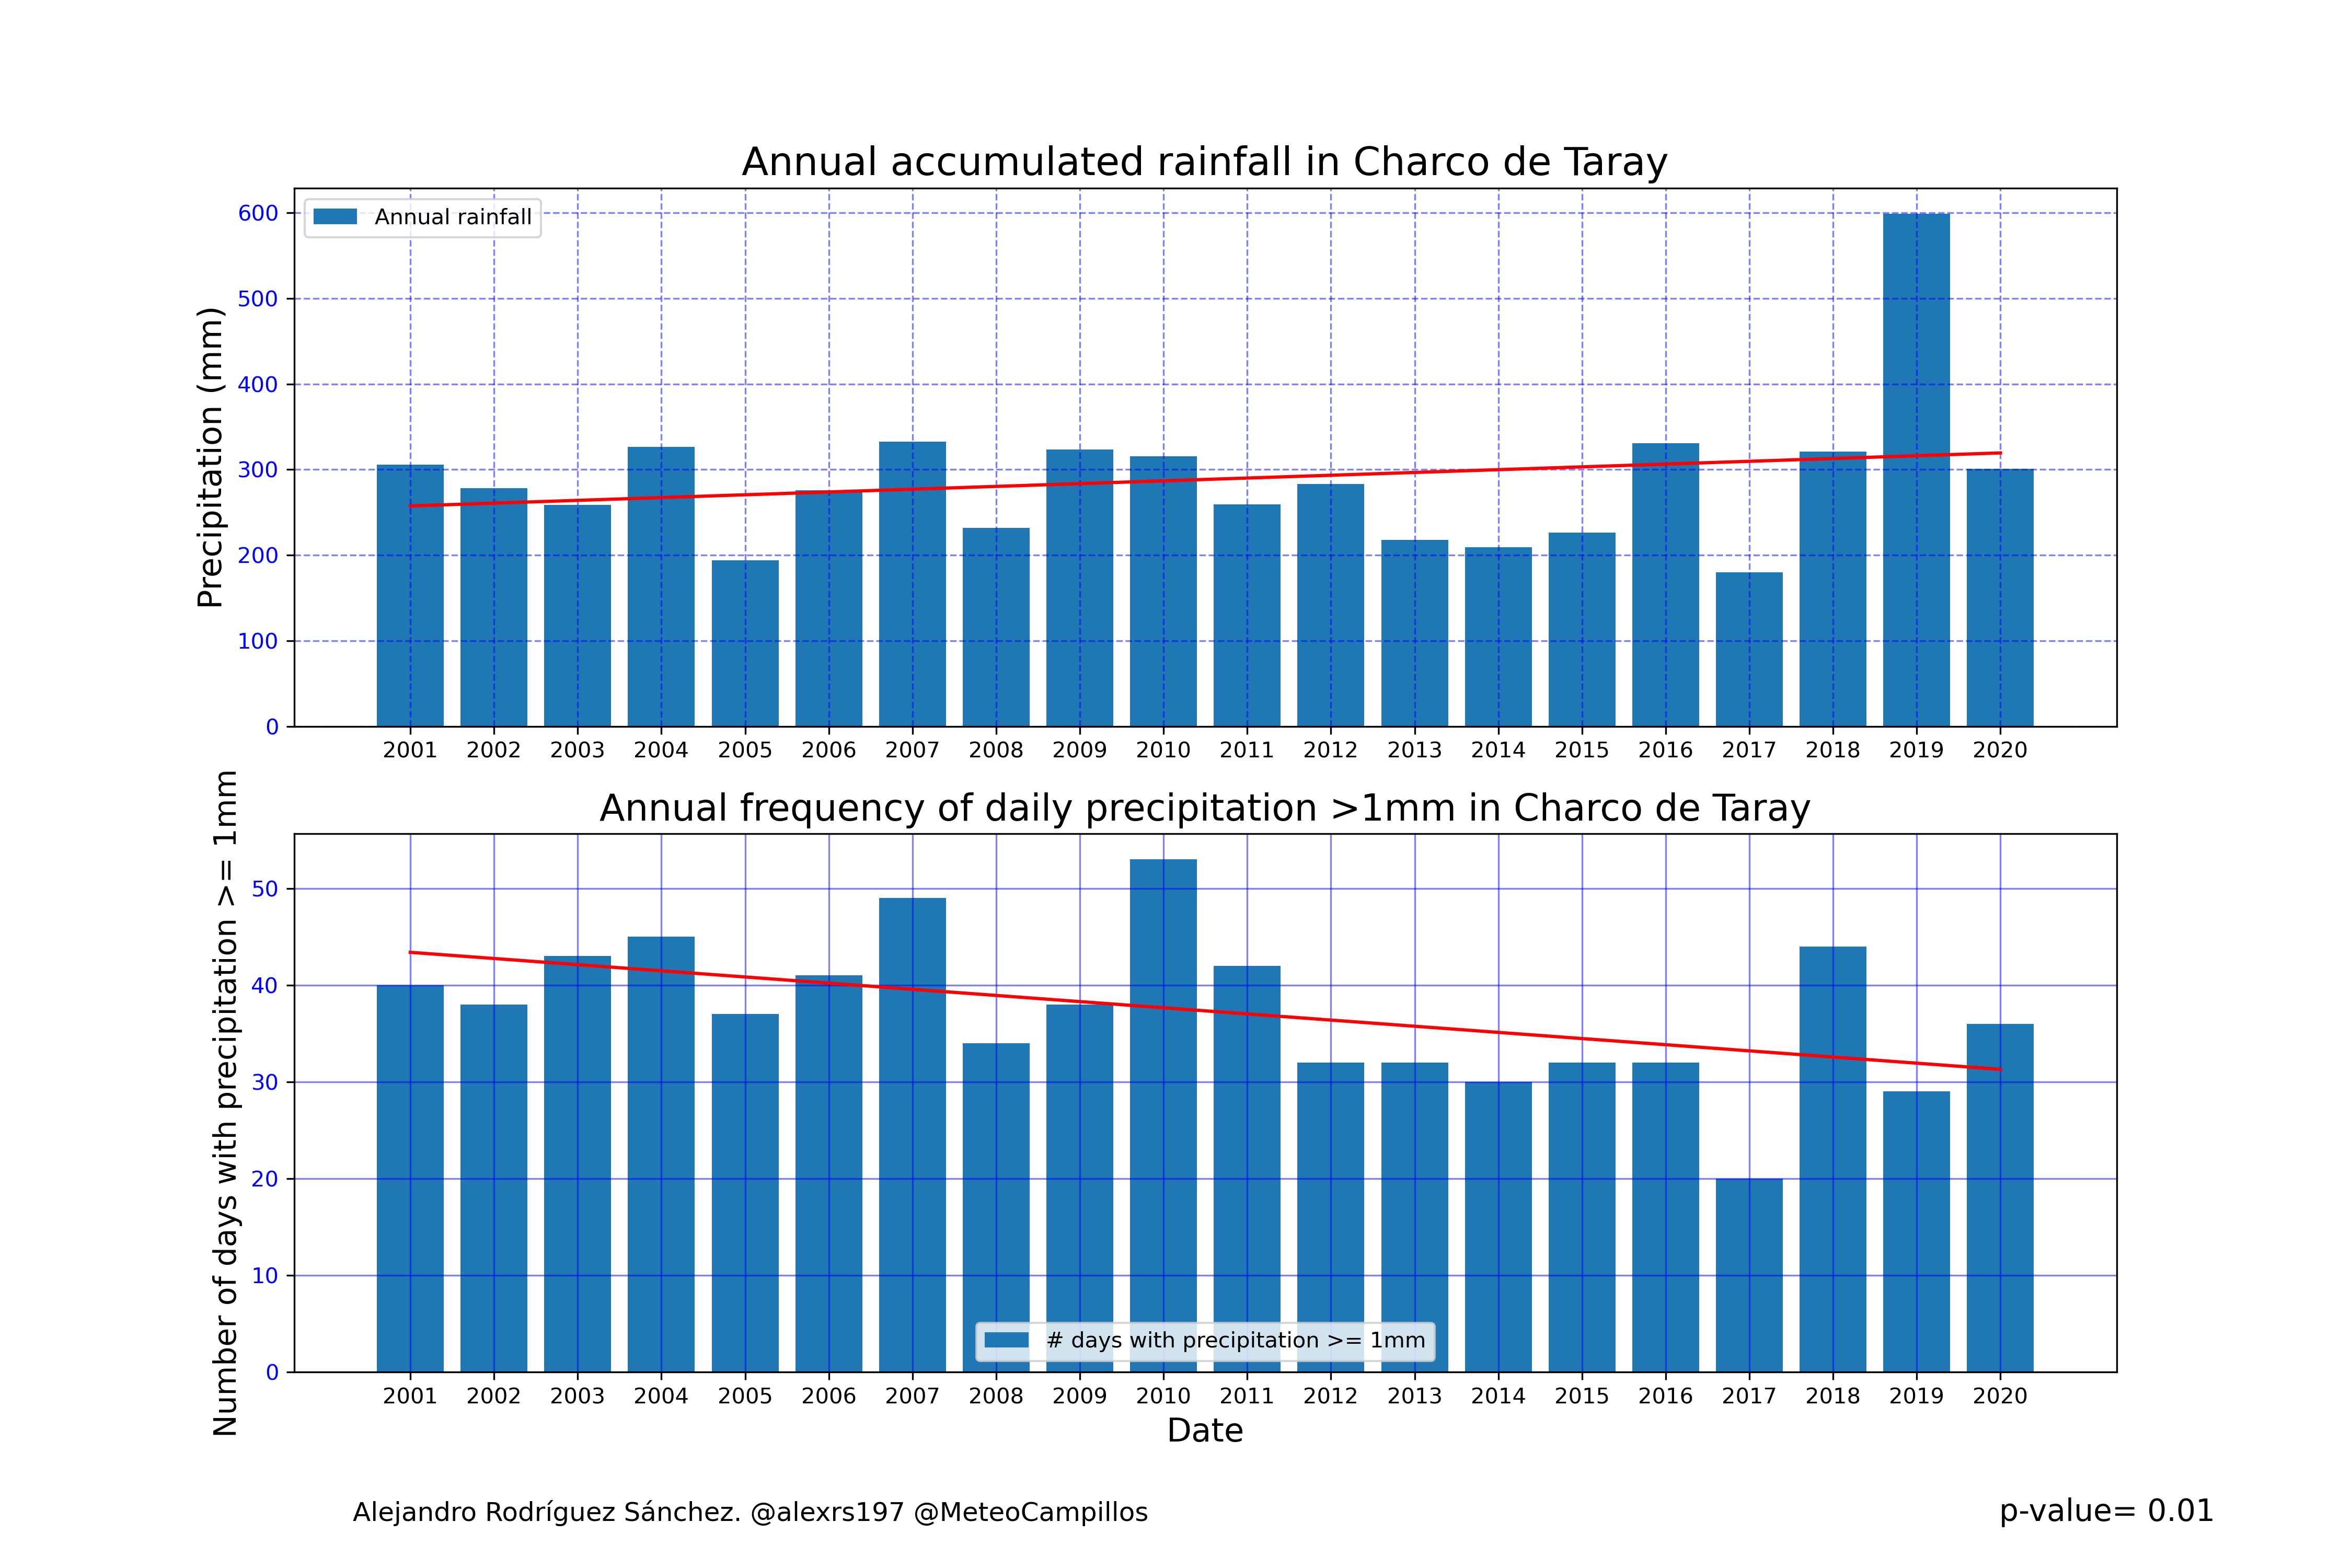 Annual accumulated rainfall in Charco de Taray
Annual rainfall
Precipitation (mm)
600
500
400
300
200
100
0
2001 2002 2003 2004 2005 2006 2007 2008 2009 2010 2011 2012 2013 2014 2015 2016 2017 2018 2019 2020
Annual frequency of daily precipitation >1mm in Charco de Taray
Number of days with precipitation >= 1mm
50
40
30
20
10
0
# days with precipitation >= 1mm
2001 2002 2003 2004 2005 2006 2007 2008 2009 2010 2011 2012 2013 2014 2015 2016 2017 2018 2019 2020
Date
Alejandro Rodríguez Sánchez. @alexrs197 @MeteoCampillos
p-value= 0.01